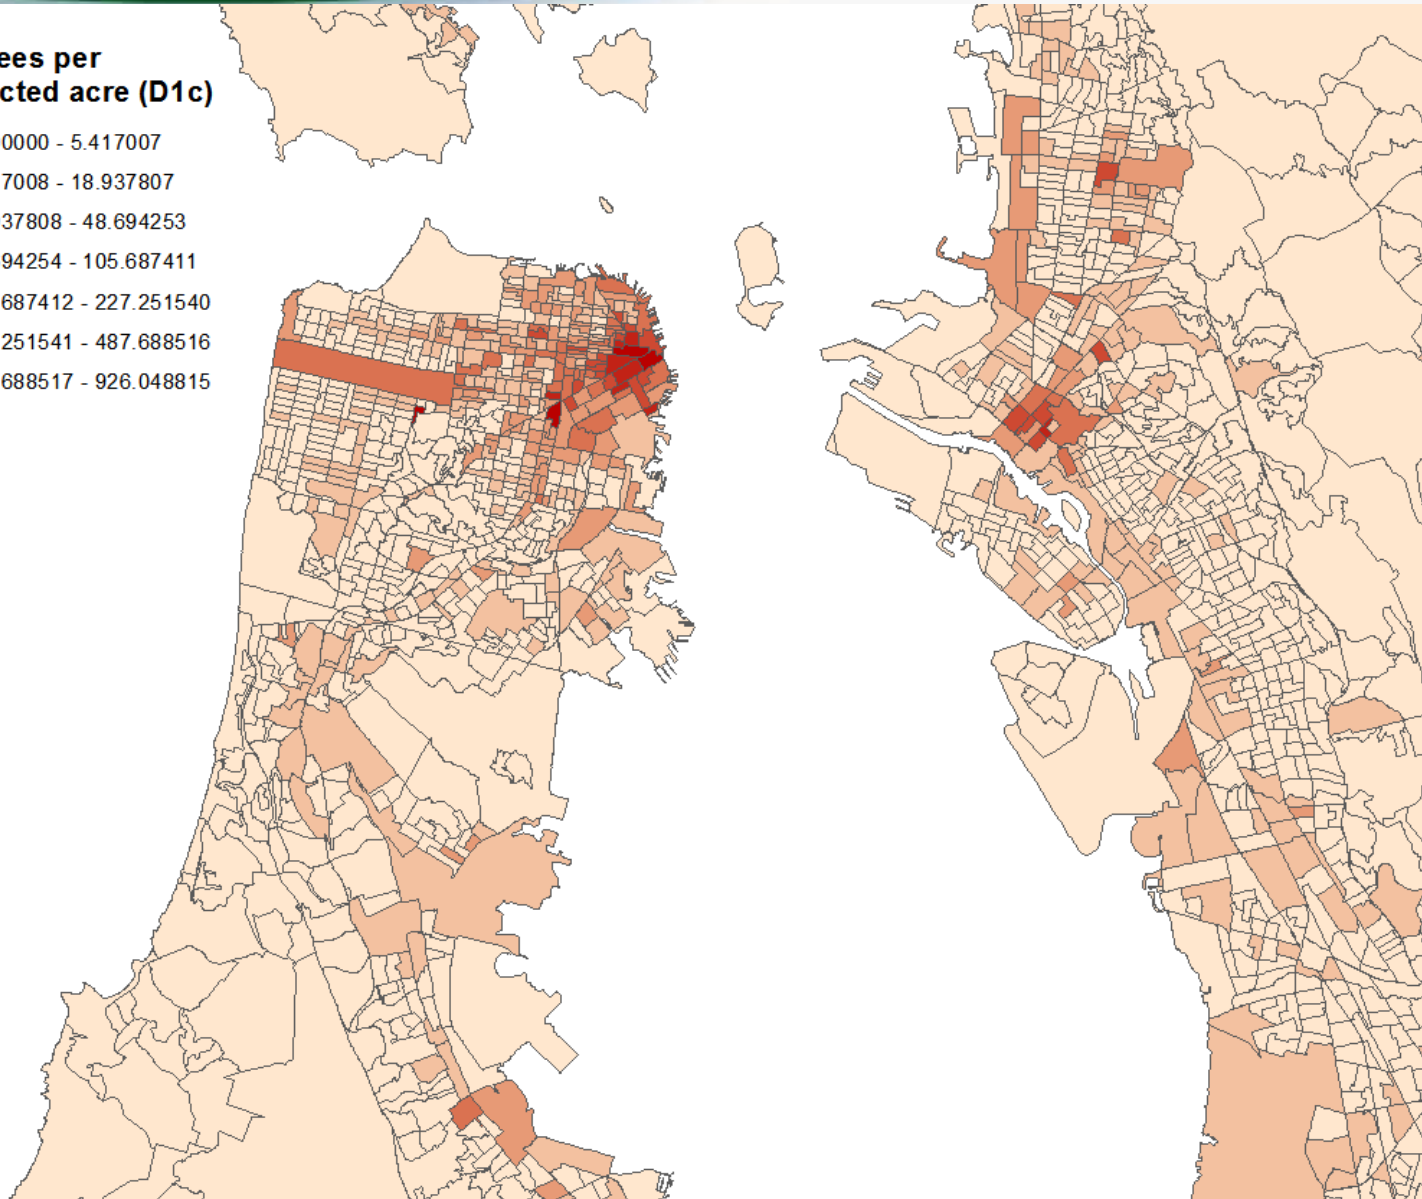 ees per
cted acre (D1c)
00000 - 5.417007
7008 - 18.937807
37808 - 48.694253
94254 - 105.687411
687412 - 227.251540
251541 - 487.688516
688517 - 926.048815